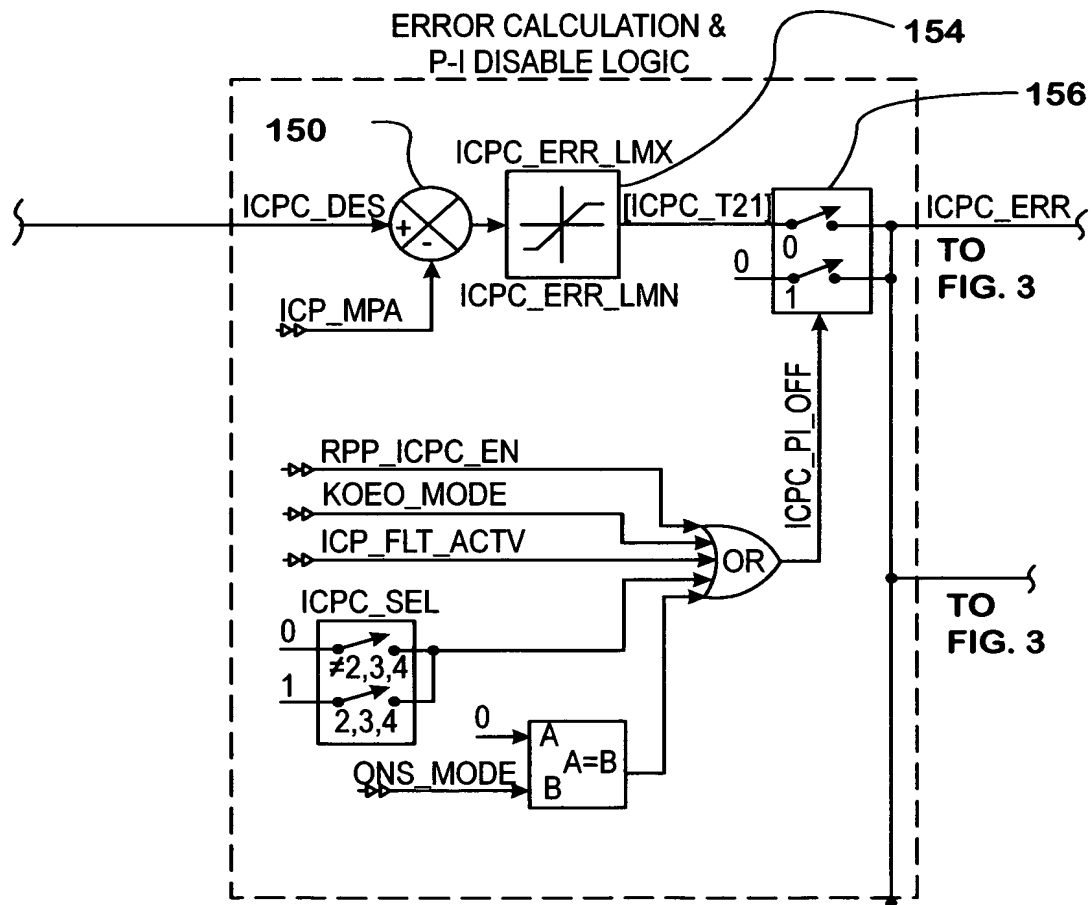 ERROR CALCULATION &
P-I DISABLE LOGIC
154
156
150
ICPC_ERR_LMX
ICPC_DES
[ICPC_T21]
ICPC_ERR
+
-
0
TO
FIG. 3
0
1
ICPC_ERR_LMN
ICP_MPA
ICPC_PI_OFF
RPP_ICPC_EN
KOEO_MODE
ICP_FLT_ACTV
OR
ICPC_SEL
0
≠2,3,4
1
2,3,4
TO
FIG. 3
0
A
A=B
QNS_MODE
B